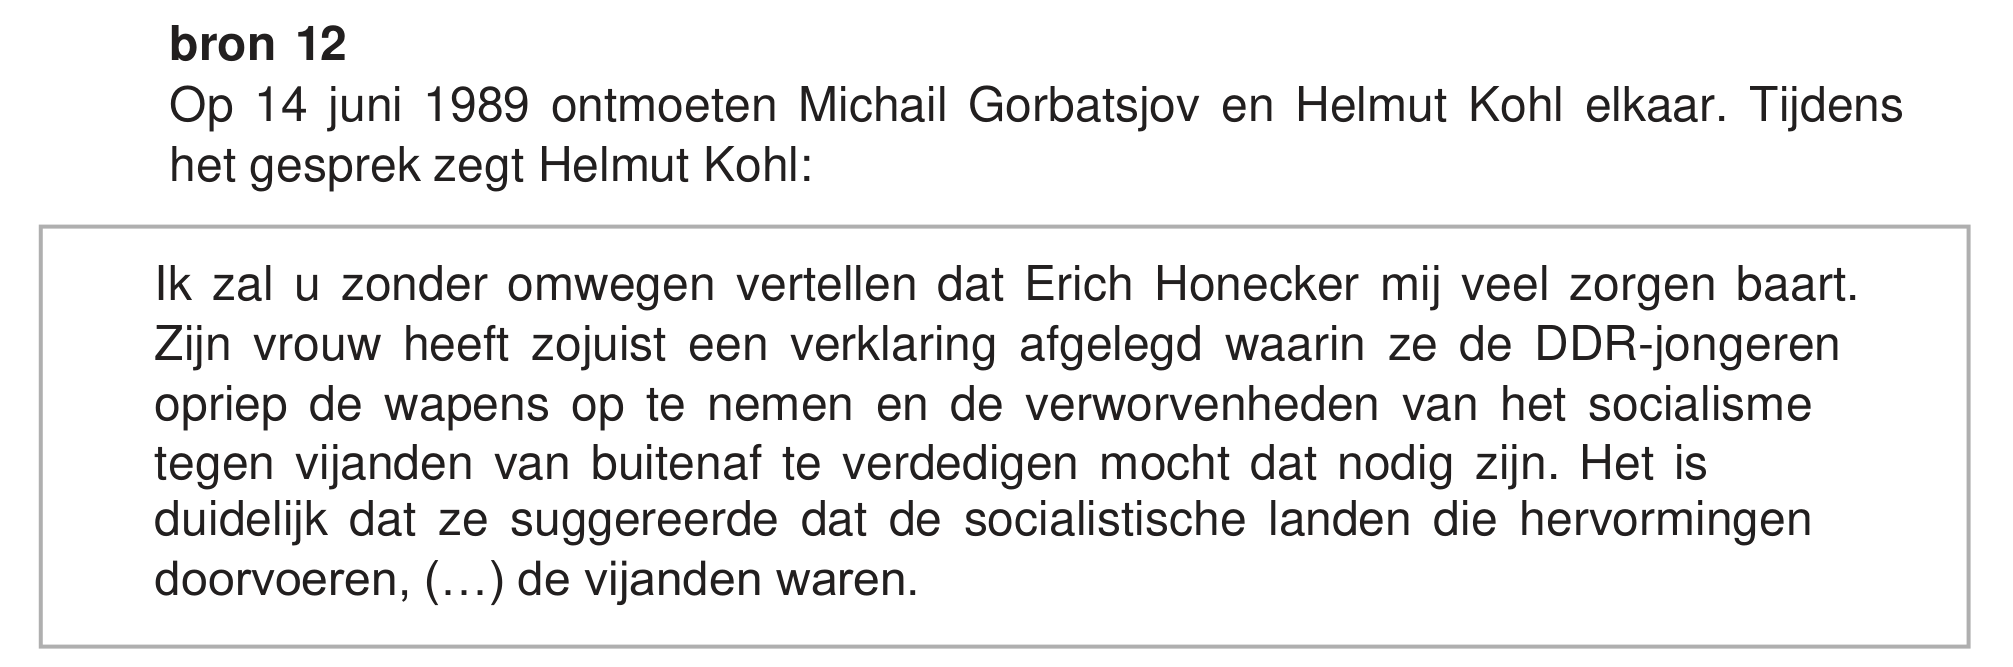 bron 12
Op 14 juni 1989 ontmoeten Michail Gorbatsjov en Helmut Kohl elkaar. Tijdens
het gesprek zegt Helmut Kohl:
Ik zal u zonder omwegen vertellen dat Erich Honecker mij veel zorgen baart.
Zijn vrouw heeft zojuist een verklaring afgelegd waarin ze de DDR-jongeren
opriep de wapens op te nemen en de verworvenheden van het socialisme
tegen vijanden van buitenaf te verdedigen mocht dat nodig zijn. Het is
duidelijk dat ze suggereerde dat de socialistische landen die hervormingen
doorvoeren, (…) de vijanden waren.